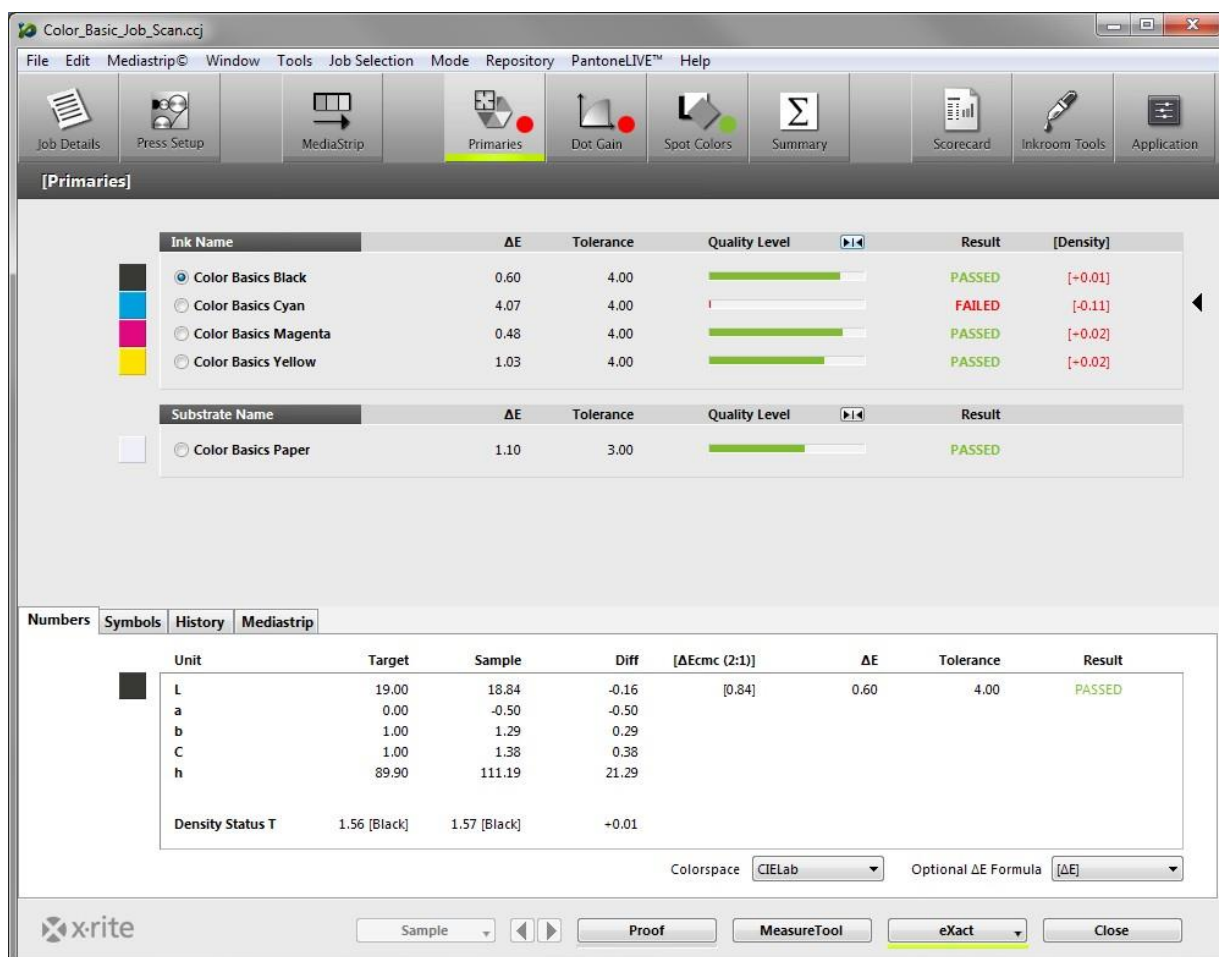 Color_Basic_Job_Scan.ccj
File Edit Mediastrip© Window Tools Job Selection Mode Repository PantoneLIVE™ Help
Job Details Press Setup MediaStrip Primaries Dot Gain Spot Colors Summary Scorecard Inkroom Tools Application
[Primaries]
Ink Name ΔE Tolerance Quality Level Result [Density]
Color Basics Black 0.60 4.00 PASSED [+0.01]
Color Basics Cyan 4.07 4.00 FAILED [-0.11]
Color Basics Magenta 0.48 4.00 PASSED [+0.02]
Color Basics Yellow 1.03 4.00 PASSED [+0.02]
Substrate Name ΔE Tolerance Quality Level Result
Color Basics Paper 1.10 3.00 PASSED
Numbers Symbols History Mediastrip
Unit Target Sample Diff [ΔEcmc (2:1)] ΔE Tolerance Result
L 19.00 18.84 -0.16 [0.84] 0.60 4.00 PASSED
a 0.00 -0.50 -0.50
b 1.00 1.29 0.29
C 1.00 1.38 0.38
h 89.90 111.19 21.29
Density Status T 1.56 [Black] 1.57 [Black] +0.01
Colorspace CIELab Optional ΔE Formula [ΔE]
x·rite Sample Proof MeasureTool eXact Close